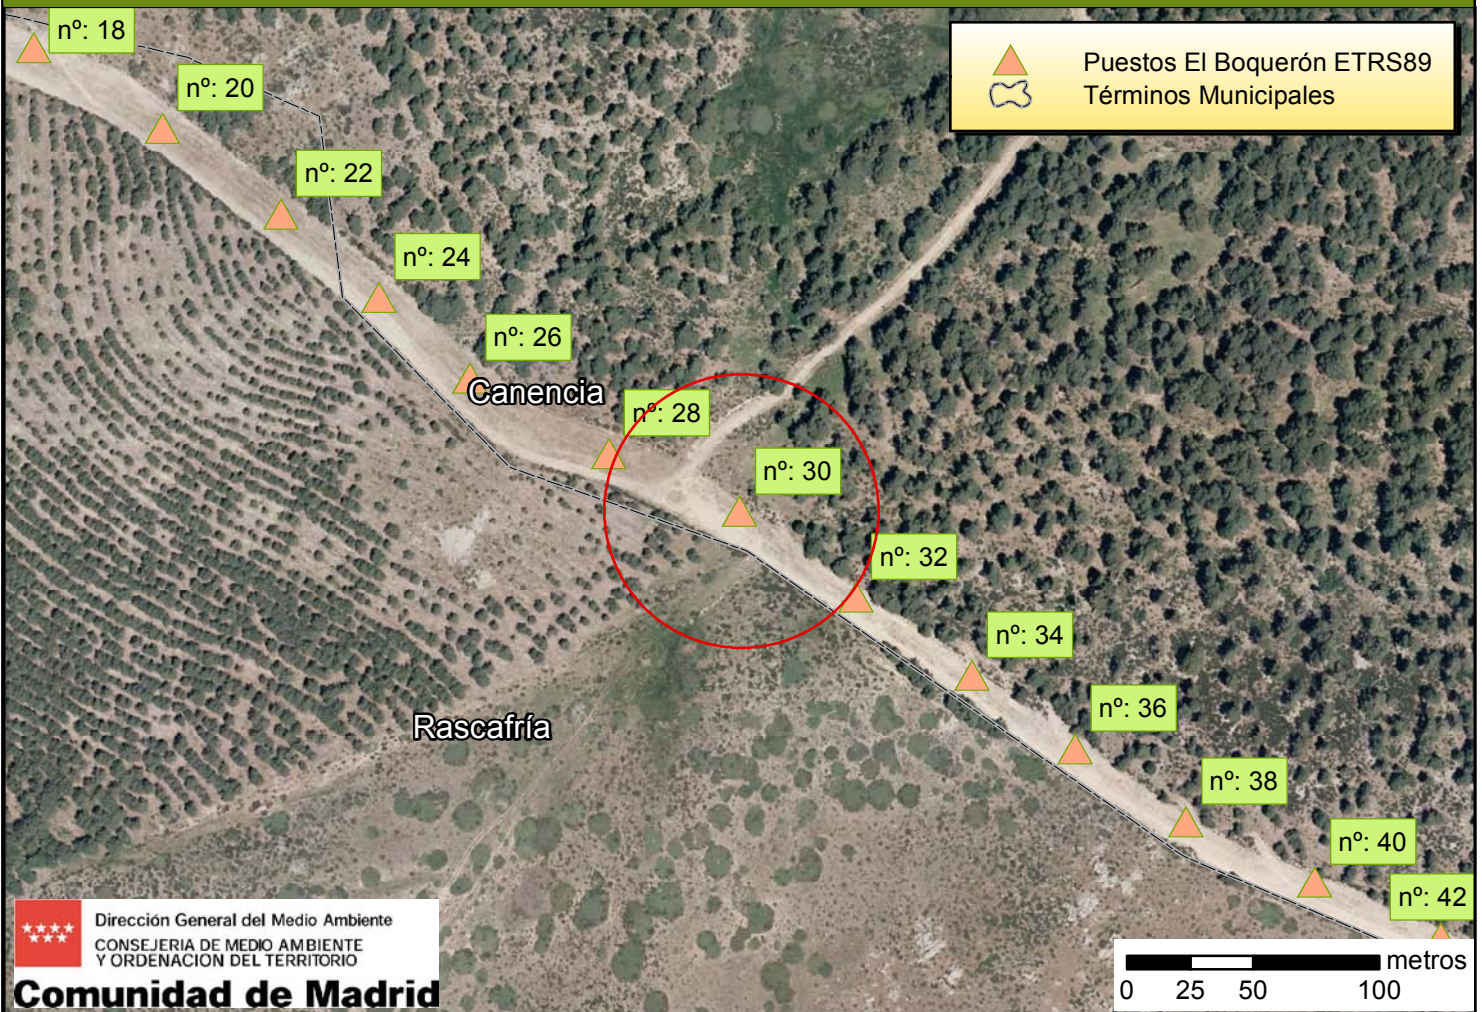 nº: 18
Puestos El Boquerón ETRS89
Términos Municipales
nº: 20
nº: 22
nº: 24
nº: 26
Canencia
nº: 28
nº: 30
nº: 32
nº: 34
nº: 36
Rascafría
nº: 38
nº: 40
nº: 42
Dirección General del Medio Ambiente
CONSEJERIA DE MEDIO AMBIENTE
Y ORDENACION DEL TERRITORIO
Comunidad de Madrid
metros
0 25 50 100